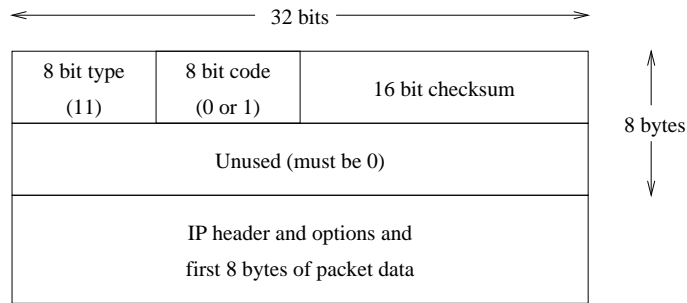 32 bits
8 bit type
(11)
8 bit code
(0 or 1)
16 bit checksum
8 bytes
Unused (must be 0)
IP header and options and
first 8 bytes of packet data